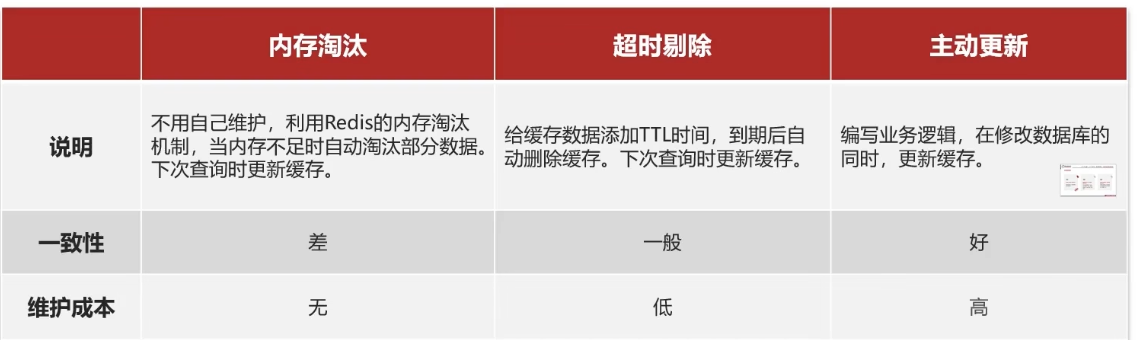 内存淘汰 超时剔除 主动更新
说明
不用自己维护，利用Redis的内存淘汰
机制，当内存不足时自动淘汰部分数据。
下次查询时更新缓存。
给缓存数据添加TTL时间，到期后自
动删除缓存。下次查询时更新缓存。
编写业务逻辑，在修改数据库的
同时，更新缓存。
一致性 差 一般 好
维护成本 无 低 高